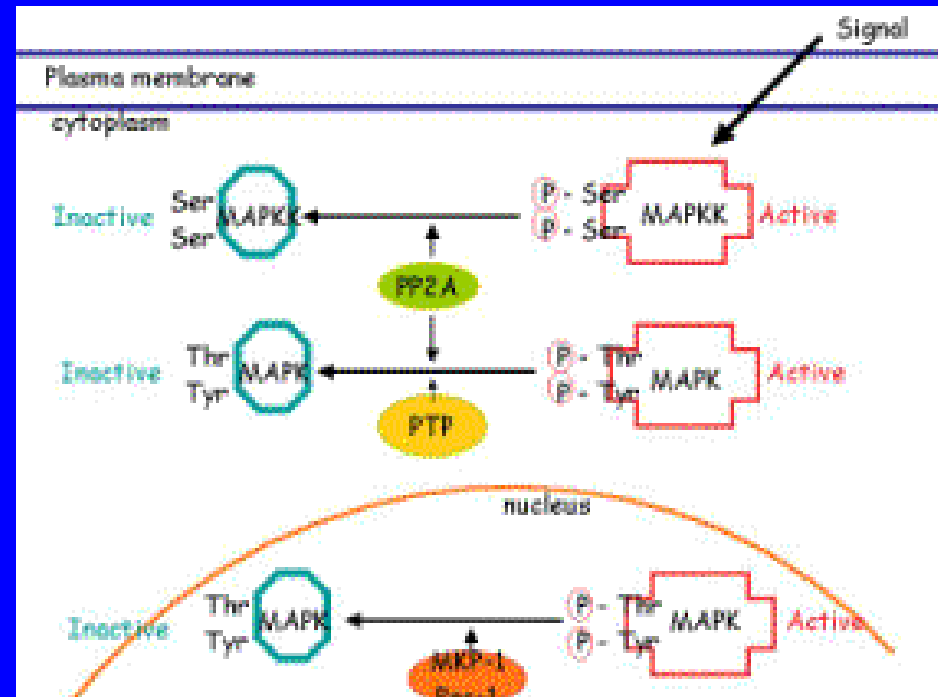 Signal
Plasma membrane
cytoplasm
Inactive Ser MAPKK P - Ser MAPKK Active
Ser P - Ser
PP2A
Inactive Thr MAPK P - Thr MAPK Active
Tyr P - Tyr
PTP
nucleus
Inactive Thr MAPK P - Thr MAPK Active
Tyr P - Tyr
MKP-1